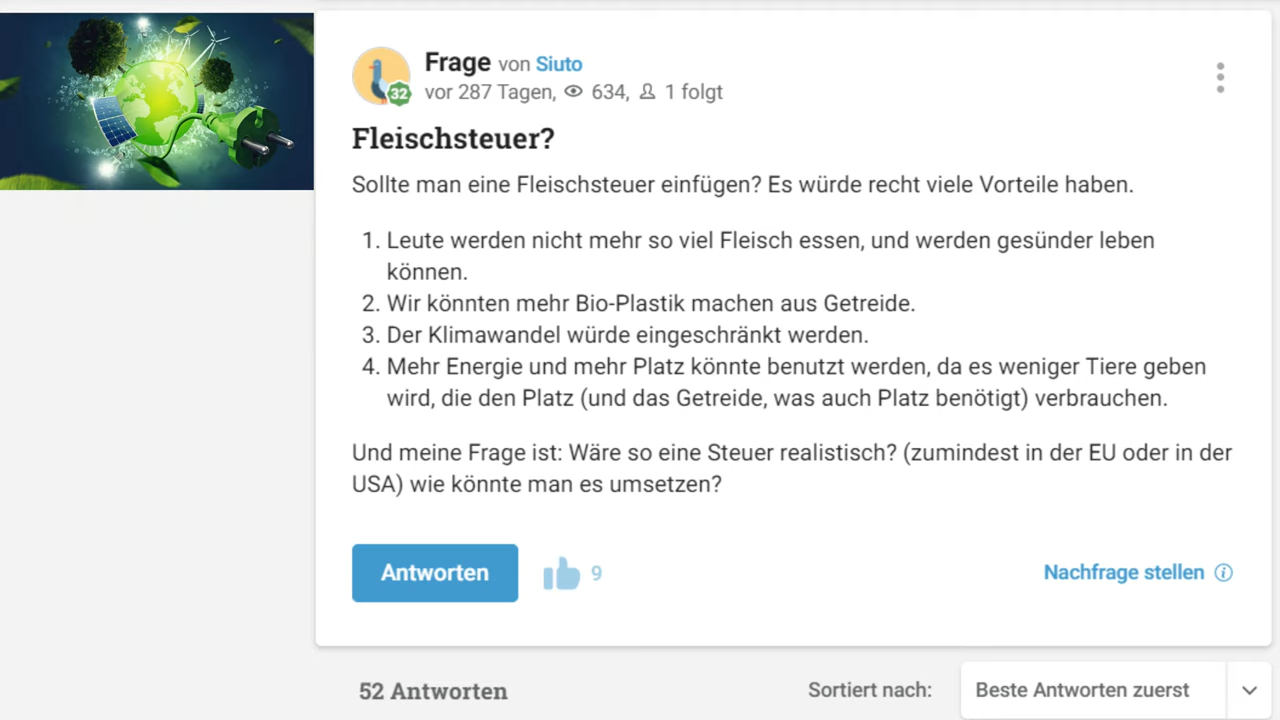 Frage von Siuto
32
vor 287 Tagen, 634, 1 folgt
Fleischsteuer?
Sollte man eine Fleischsteuer einfügen? Es würde recht viele Vorteile haben.
1. Leute werden nicht mehr so viel Fleisch essen, und werden gesünder leben
können.
2. Wir könnten mehr Bio-Plastik machen aus Getreide.
3. Der Klimawandel würde eingeschränkt werden.
4. Mehr Energie und mehr Platz könnte benutzt werden, da es weniger Tiere geben
wird, die den Platz (und das Getreide, was auch Platz benötigt) verbrauchen.
Und meine Frage ist: Wäre so eine Steuer realistisch? (zumindest in der EU oder in der
USA) wie könnte man es umsetzen?
Antworten 9 Nachfrage stellen
52 Antworten Sortiert nach: Beste Antworten zuerst